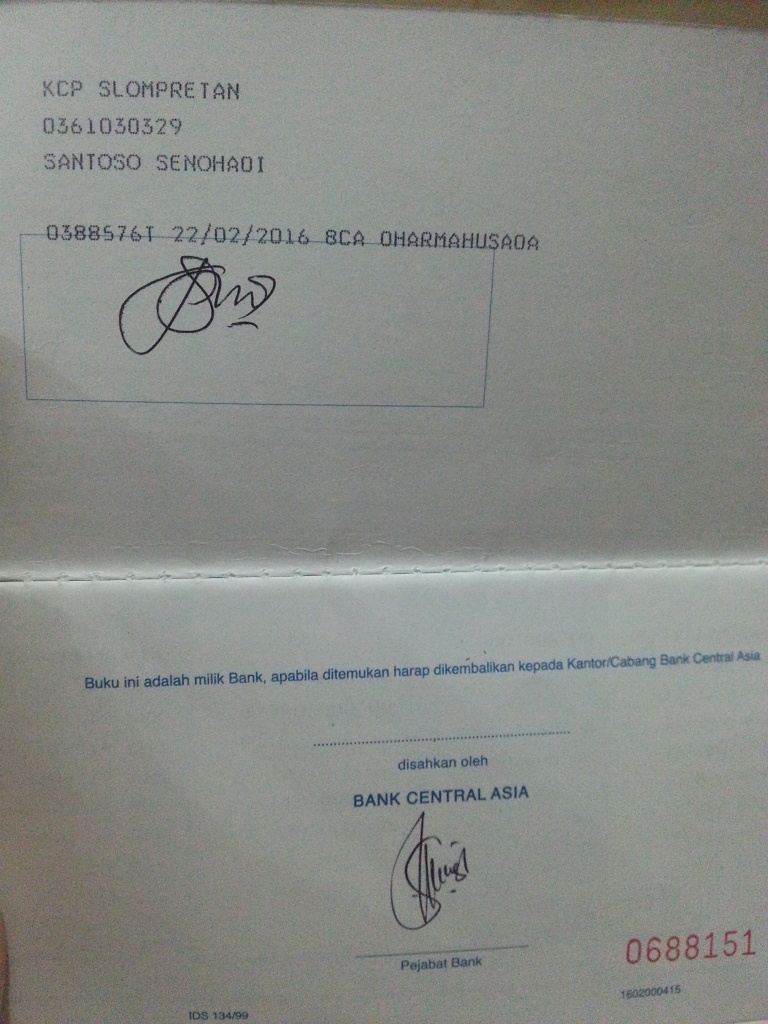 KCP SLOMPRETAN
0361030329
SANTOSO SENOHADI
0388576T 22/02/2016 BCA DHARMAHUSADA
Buku ini adalah milik Bank, apabila ditemukan harap dikembalikan kepada Kantor/Cabang Bank Central Asia
disahkan oleh
BANK CENTRAL ASIA
Pejabat Bank
0688151
1602000415
IDS 134/99